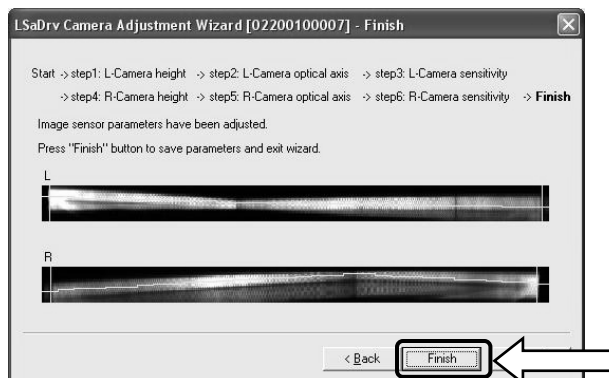 LSaDrv Camera Adjustment Wizard [02200100007] - Finish
Start -> step1: L-Camera height -> step2: L-Camera optical axis -> step3: L-Camera sensitivity
-> step4: R-Camera height -> step5: R-Camera optical axis -> step6: R-Camera sensitivity -> Finish
Image sensor parameters have been adjusted.
Press "Finish" button to save parameters and exit wizard.
L
R
< Back Finish